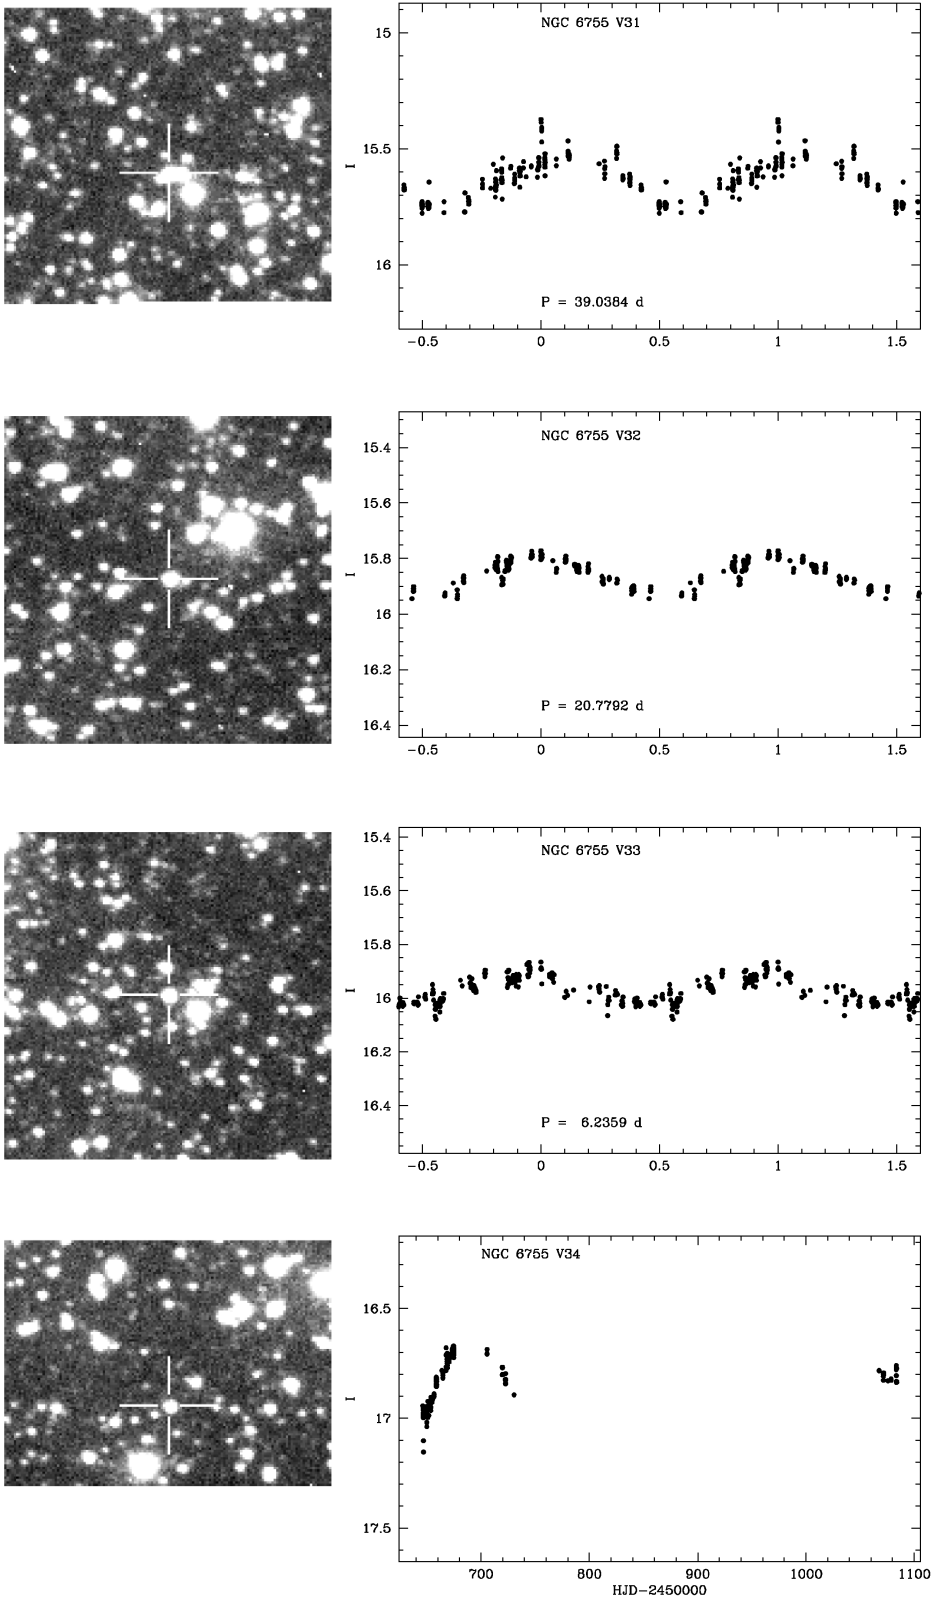 NGC 6755 V31
15
15.5
16
I
P = 39.0384 d
−0.5 0 0.5 1 1.5
NGC 6755 V32
15.4
15.6
15.8
16
16.2
16.4
I
P = 20.7792 d
−0.5 0 0.5 1 1.5
NGC 6755 V33
15.4
15.6
15.8
16
16.2
16.4
I
P = 6.2359 d
−0.5 0 0.5 1 1.5
NGC 6755 V34
16.5
17
17.5
I
700 800 900 1000 1100
HJD−2450000